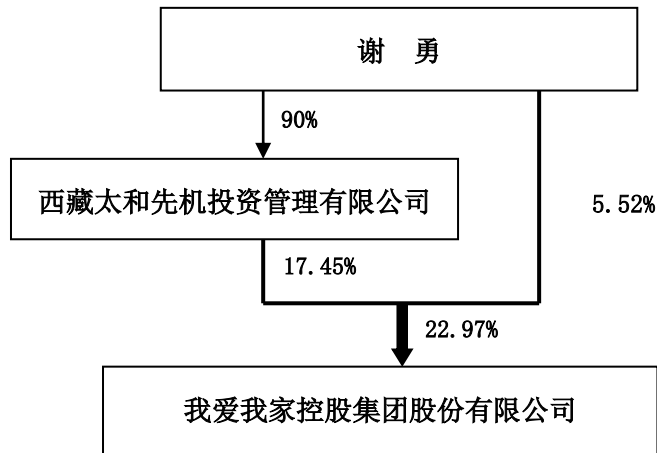 谢 勇
90%
西藏太和先机投资管理有限公司
5.52%
17.45%
22.97%
我爱我家控股集团股份有限公司